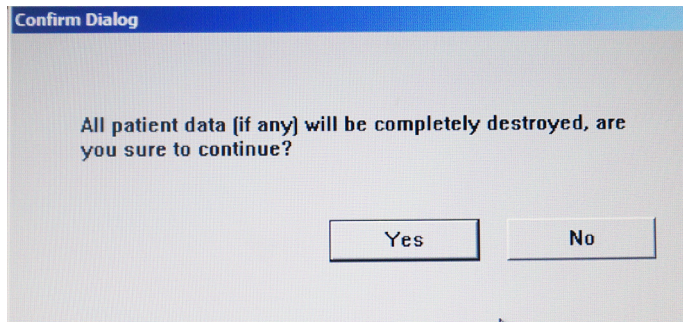 Confirm Dialog
All patient data (if any) will be completely destroyed, are
you sure to continue?
Yes
No